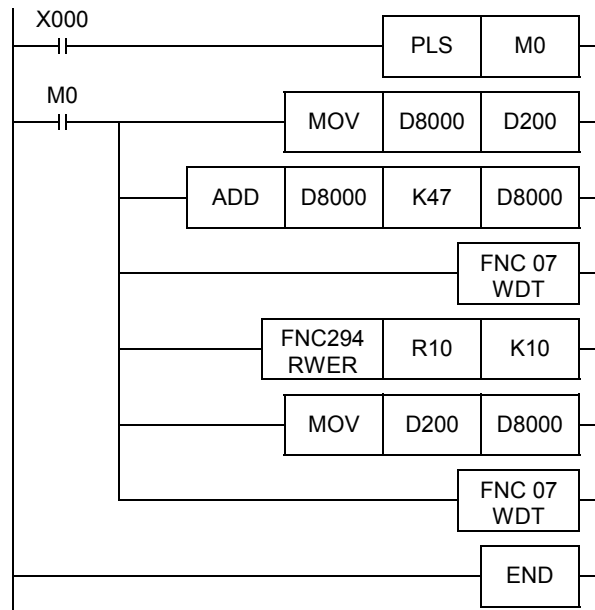 X000
PLS M0
M0
MOV D8000 D200
ADD D8000 K47 D8000
FNC 07
WDT
FNC294
RWER R10 K10
MOV D200 D8000
FNC 07
WDT
END